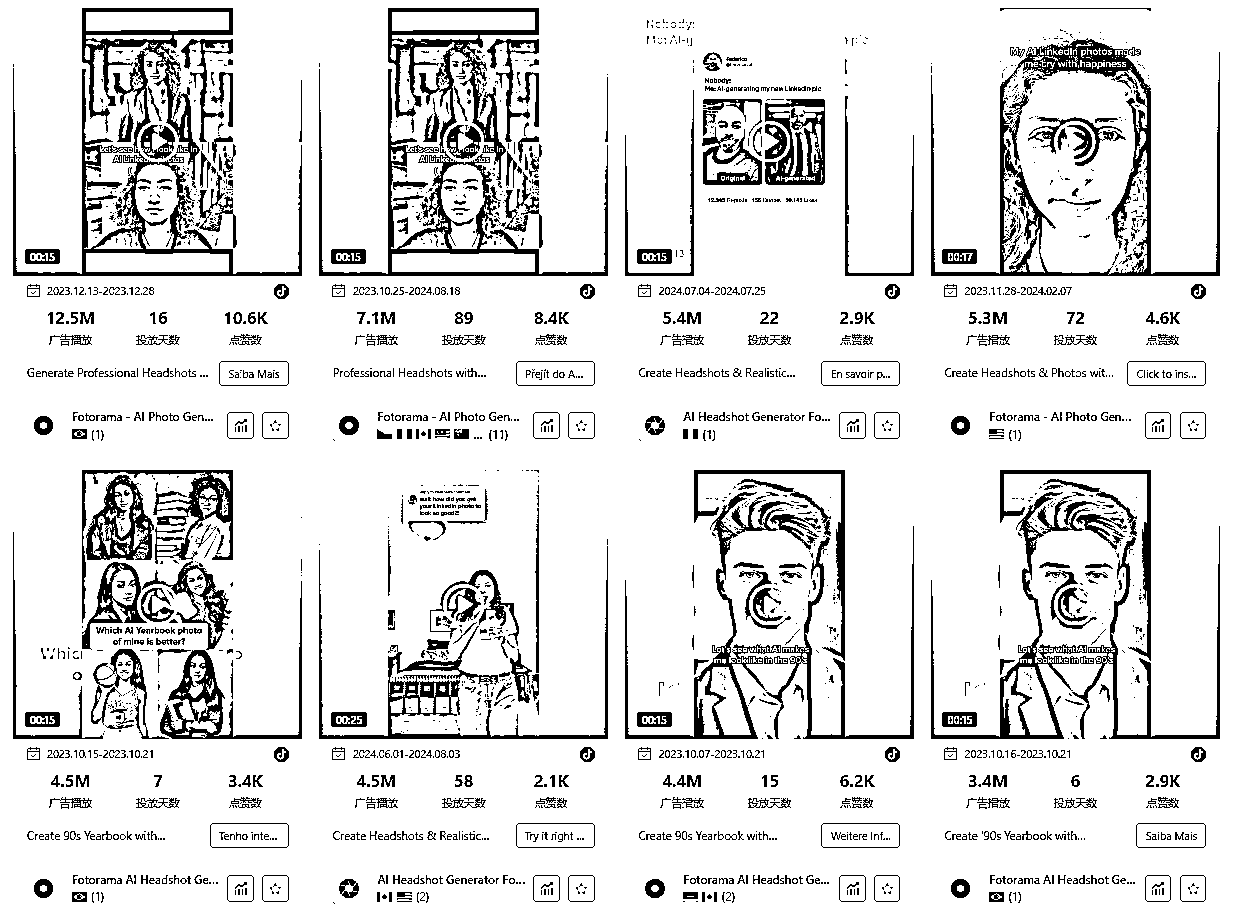 Let's see how I look like in
AI LinkedIn photos
00:15
2023.12.13-2023.12.28
12.5M
16
10.6K
广告播放
投放天数
点赞数
Generate Professional Headshots ...
Saiba Mais
Fotorama - AI Photo Gen...
(1)
Let's see how I look like in
AI LinkedIn photos
00:15
2023.10.25-2024.08.18
7.1M
89
8.4K
广告播放
投放天数
点赞数
Professional Headshots with...
Přejít do A...
Fotorama - AI Photo Gen...
... (11)
Nobody:
Me: AI-g
Federico
Nobody:
Me: AI-generating my new LinkedIn pic
Original
AI-generated
00:15
13
2024.07.04-2024.07.25
5.4M
22
2.9K
广告播放
投放天数
点赞数
Create Headshots & Realistic...
En savoir p...
AI Headshot Generator Fo...
(1)
My AI LinkedIn photos made
me cry with happiness
00:17
2023.11.28-2024.02.07
5.3M
72
4.6K
广告播放
投放天数
点赞数
Create Headshots & Photos wit...
Click to ins...
Fotorama - AI Photo Gen...
(1)
Which AI Yearbook photo
of mine is better?
Whic
00:15
2023.10.15-2023.10.21
4.5M
7
3.4K
广告播放
投放天数
点赞数
Create 90s Yearbook with...
Tenho inte...
Fotorama AI Headshot Ge...
(1)
wait how did you get
your LinkedIn photo to
look so good?!
00:25
2024.06.01-2024.08.03
4.5M
58
2.1K
广告播放
投放天数
点赞数
Create Headshots & Realistic...
Try it right ...
AI Headshot Generator Fo...
(2)
Let's see what AI makes
me look like in the 90's
00:15
2023.10.07-2023.10.21
4.4M
15
6.2K
广告播放
投放天数
点赞数
Create 90s Yearbook with...
Weitere Inf...
Fotorama AI Headshot Ge...
(2)
Let's see what AI makes
me look like in the 90's
00:15
2023.10.16-2023.10.21
3.4M
6
2.9K
广告播放
投放天数
点赞数
Create '90s Yearbook with...
Saiba Mais
Fotorama AI Headshot Ge...
(1)